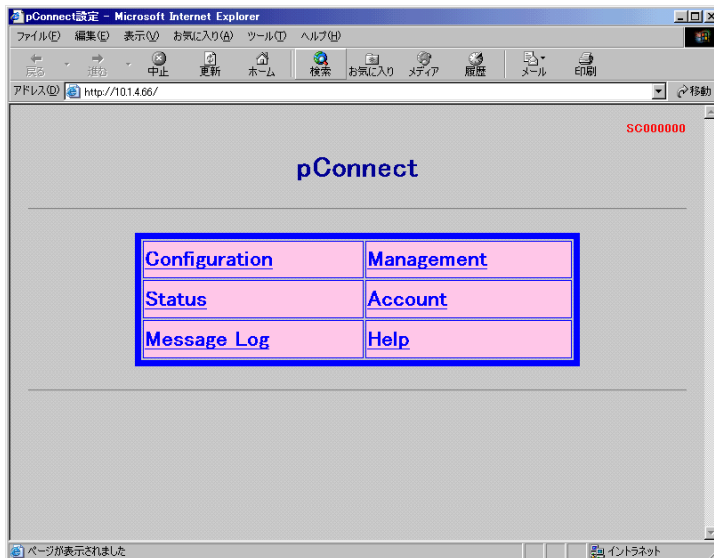 pConnect設定 - Microsoft Internet Explorer
ファイル(F) 編集(E) 表示(V) お気に入り(A) ツール(T) ヘルプ(H)
戻る 進む 中止 更新 ホーム 検索 お気に入り メディア 履歴 メール 印刷
アドレス(D) http://10.1.4.66/ 移動
SC000000
pConnect
Configuration Management
Status Account
Message Log Help
ページが表示されました イントラネット